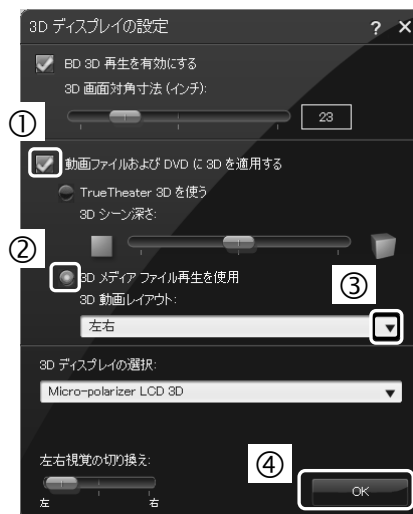 3D ディスプレイの設定 ? ×
BD 3D 再生を有効にする
3D 画面対角寸法 (インチ):
①
23
動画ファイルおよび DVD に 3D を適用する
TrueTheater 3D を使う
3D シーン深さ:
②
3D メディア ファイル再生を使用
③
3D 動画レイアウト:
左右
3D ディスプレイの選択:
Micro-polarizer LCD 3D
左右視覚の切り換え:
④
左 右
OK